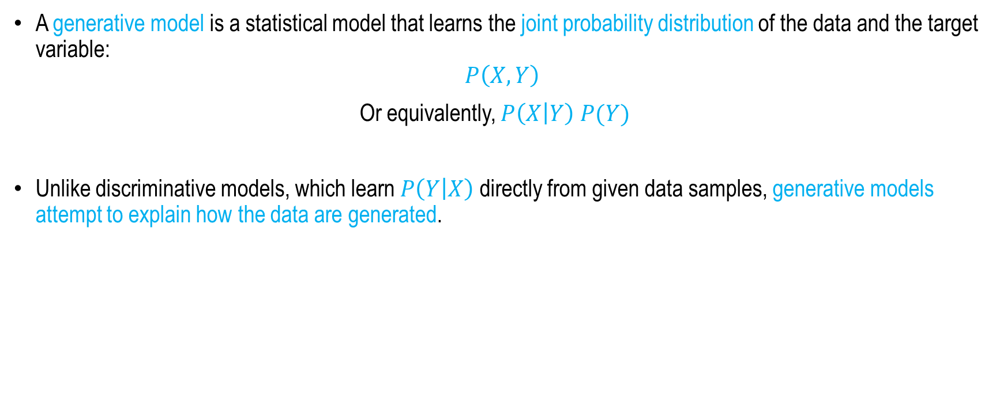 • A generative model is a statistical model that learns the joint probability distribution of the data and the target
variable:
P(X, Y)
Or equivalently, P(X|Y) P(Y)
• Unlike discriminative models, which learn P(Y|X) directly from given data samples, generative models
attempt to explain how the data are generated.